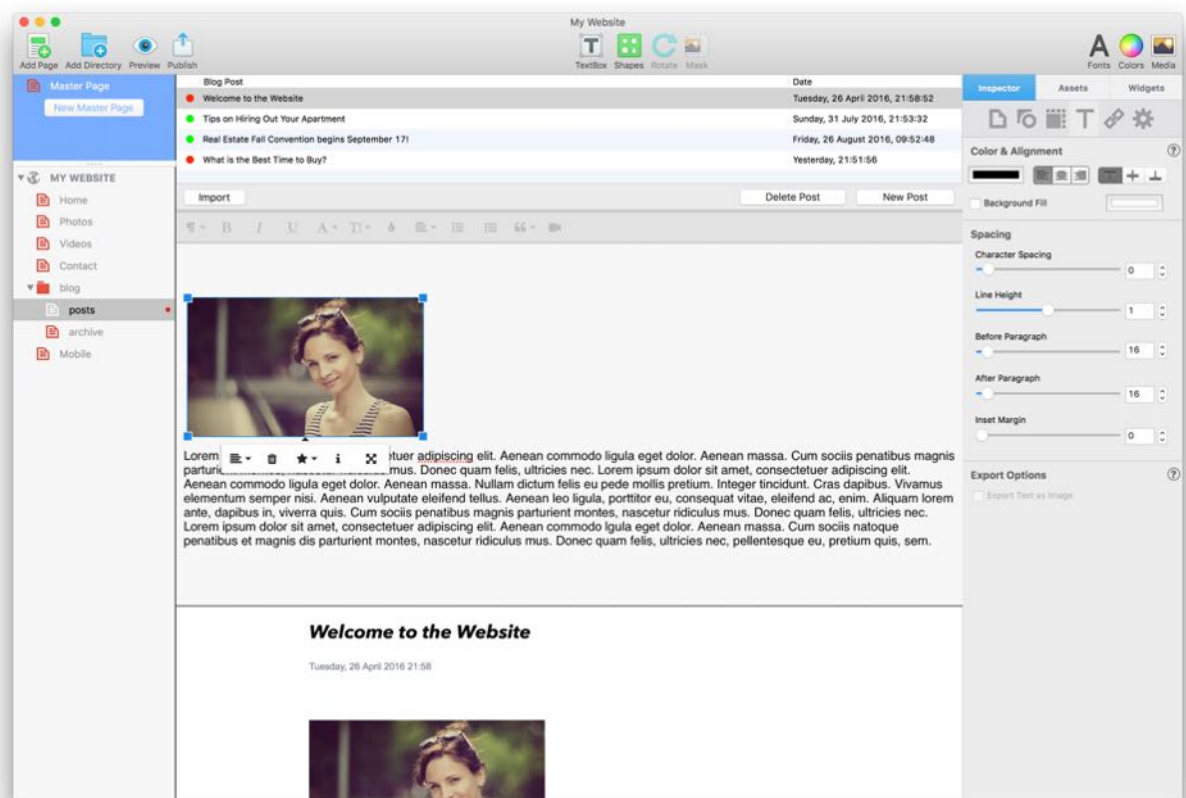 My Website
Add Page Add Directory Preview Publish
TextBox Shapes Rotate Mask
Fonts Colors Media
Master Page
New Master Page
MY WEBSITE
Home
Photos
Videos
Contact
blog
posts
archive
Mobile
Blog Post Date
Welcome to the Website Tuesday, 26 April 2016, 21:58:52
Tips on Hiring Out Your Apartment Sunday, 31 July 2016, 21:53:32
Real Estate Fall Convention begins September 17! Friday, 26 August 2016, 09:52:48
What is the Best Time to Buy? Yesterday, 21:51:56
Import Delete Post New Post
B I U A T
Lorem etuer adipiscing elit. Aenean commodo ligula eget dolor. Aenean massa. Cum sociis penatibus magnis
parturie mus. Donec quam felis, ultricies nec. Lorem ipsum dolor sit amet, consectetuer adipiscing elit.
Aenean commodo ligula eget dolor. Aenean massa. Nullam dictum felis eu pede mollis pretium. Integer tincidunt. Cras dapibus. Vivamus
elementum semper nisi. Aenean vulputate eleifend tellus. Aenean leo ligula, porttitor eu, consequat vitae, eleifend ac, enim. Aliquam lorem
ante, dapibus in, viverra quis. Cum sociis penatibus magnis parturient montes, nascetur ridiculus mus. Donec quam felis, ultricies nec.
Lorem ipsum dolor sit amet, consectetuer adipiscing elit. Aenean commodo lgula eget dolor. Aenean massa. Cum sociis natoque
penatibus et magnis dis parturient montes, nascetur ridiculus mus. Donec quam felis, ultricies nec, pellentesque eu, pretium quis, sem.
Welcome to the Website
Tuesday, 26 April 2016 21:58
Inspector Assets Widgets
Color & Alignment ?
Background Fill
Spacing
Character Spacing
0
Line Height
1
Before Paragraph
16
After Paragraph
16
Inset Margin
0
Export Options ?
Export Text as Image